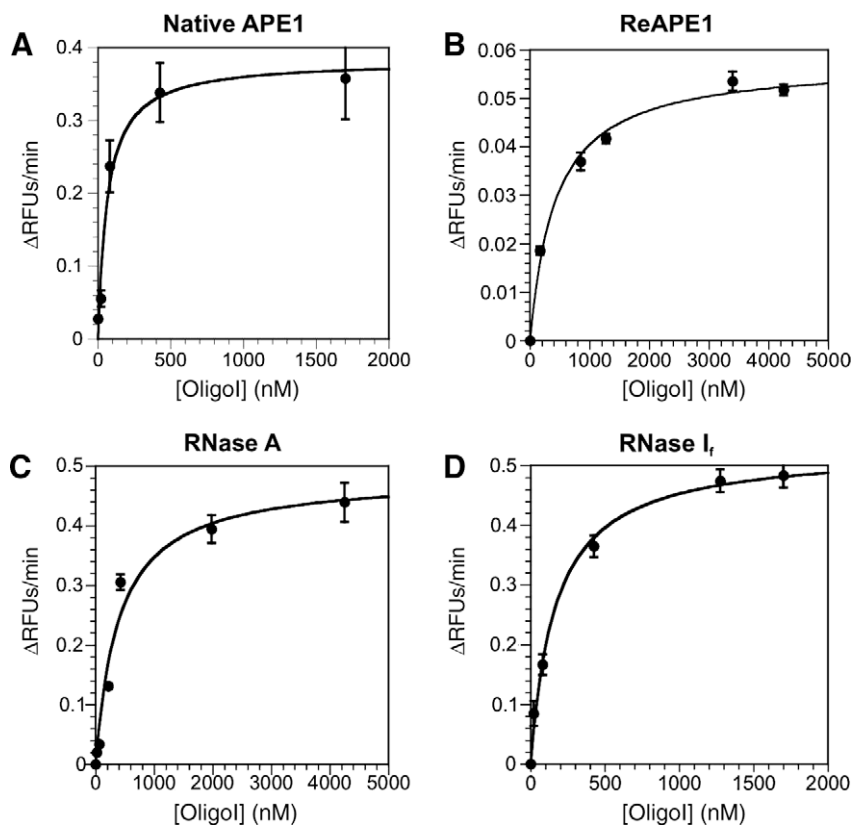 A
Native APE1
0.4
0.3
0.2
0.1
0
ΔRFUs/min
0
500
1000
1500
2000
[OligoI] (nM)
B
ReAPE1
0.06
0.05
0.04
0.03
0.02
0.01
0
ΔRFUs/min
0
1000
2000
3000
4000
5000
[OligoI] (nM)
C
RNase A
0.5
0.4
0.3
0.2
0.1
0
ΔRFUs/min
0
1000
2000
3000
4000
5000
[OligoI] (nM)
D
RNase I<sub>f</sub>
0.5
0.4
0.3
0.2
0.1
0
ΔRFUs/min
0
500
1000
1500
2000
[OligoI] (nM)